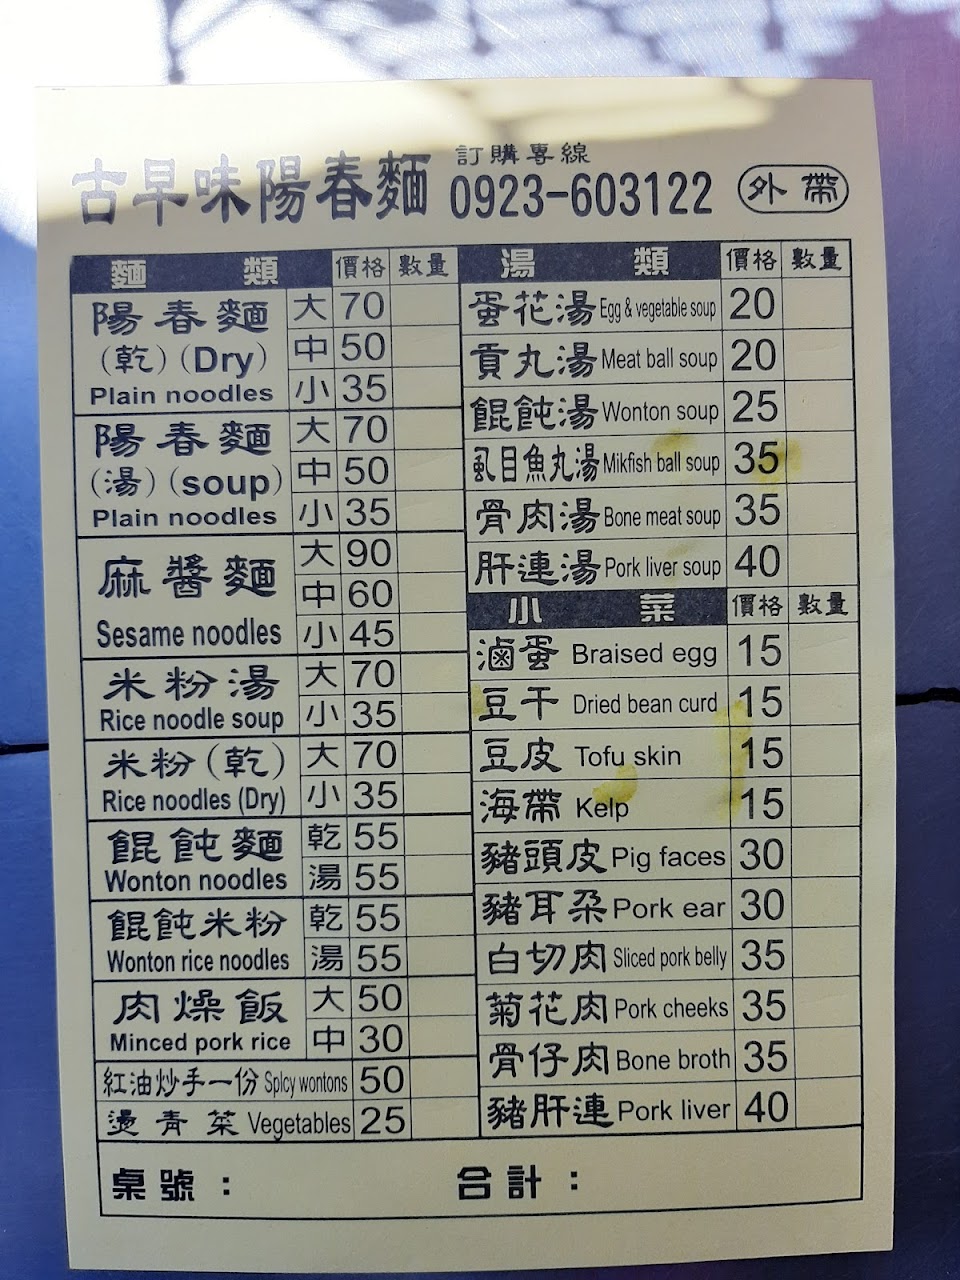 訂購專線
古早味陽春麵 0923-603122 外帶
麵類 價格 數量
陽春麵 大 70
(乾) (Dry) 中 50
Plain noodles 小 35
陽春麵 大 70
(湯) (soup) 中 50
Plain noodles 小 35
麻醬麵 大 90
中 60
Sesame noodles 小 45
米粉湯 大 70
Rice noodle soup 小 35
米粉(乾) 大 70
Rice noodles (Dry) 小 35
餛飩麵 乾 55
Wonton noodles 湯 55
餛飩米粉 乾 55
Wonton rice noodles 湯 55
肉燥飯 大 50
Minced pork rice 中 30
紅油炒手一份 Spicy wontons 50
燙青菜 Vegetables 25
湯類 價格 數量
蛋花湯 Egg & vegetable soup 20
貢丸湯 Meat ball soup 20
餛飩湯 Wonton soup 25
虱目魚丸湯 Mikfish ball soup 35
骨肉湯 Bone meat soup 35
肝連湯 Pork liver soup 40
小菜 價格 數量
滷蛋 Braised egg 15
豆干 Dried bean curd 15
豆皮 Tofu skin 15
海帶 Kelp 15
豬頭皮 Pig faces 30
豬耳朵 Pork ear 30
白切肉 Sliced pork belly 35
菊花肉 Pork cheeks 35
骨仔肉 Bone broth 35
豬肝連 Pork liver 40
桌號： 合計：